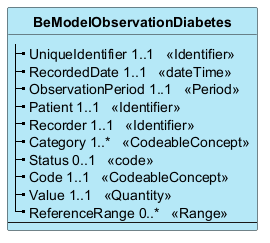 BeModelObservationDiabetes
UniqueIdentifier 1..1 «Identifier»
RecordedDate 1..1 «dateTime»
ObservationPeriod 1..1 «Period»
Patient 1..1 «Identifier»
Recorder 1..1 «Identifier»
Category 1..* «CodeableConcept»
Status 0..1 «code»
Code 1..1 «CodeableConcept»
Value 1..1 «Quantity»
ReferenceRange 0..* «Range»